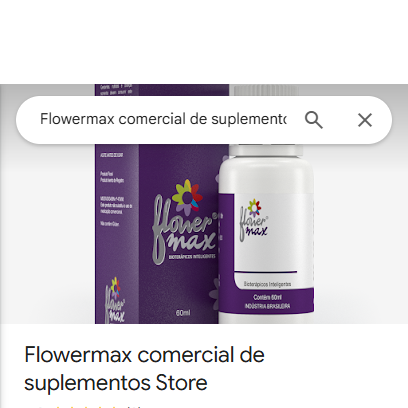 Flowermax comercial de suplemento
flower
max
BIOTERÁPICOS INTELIGENTES
60ml
flower
max
Bioterápicos Inteligentes
Contém 60ml
INDÚSTRIA BRASILEIRA
flower
max
Flowermax comercial de
suplementos Store